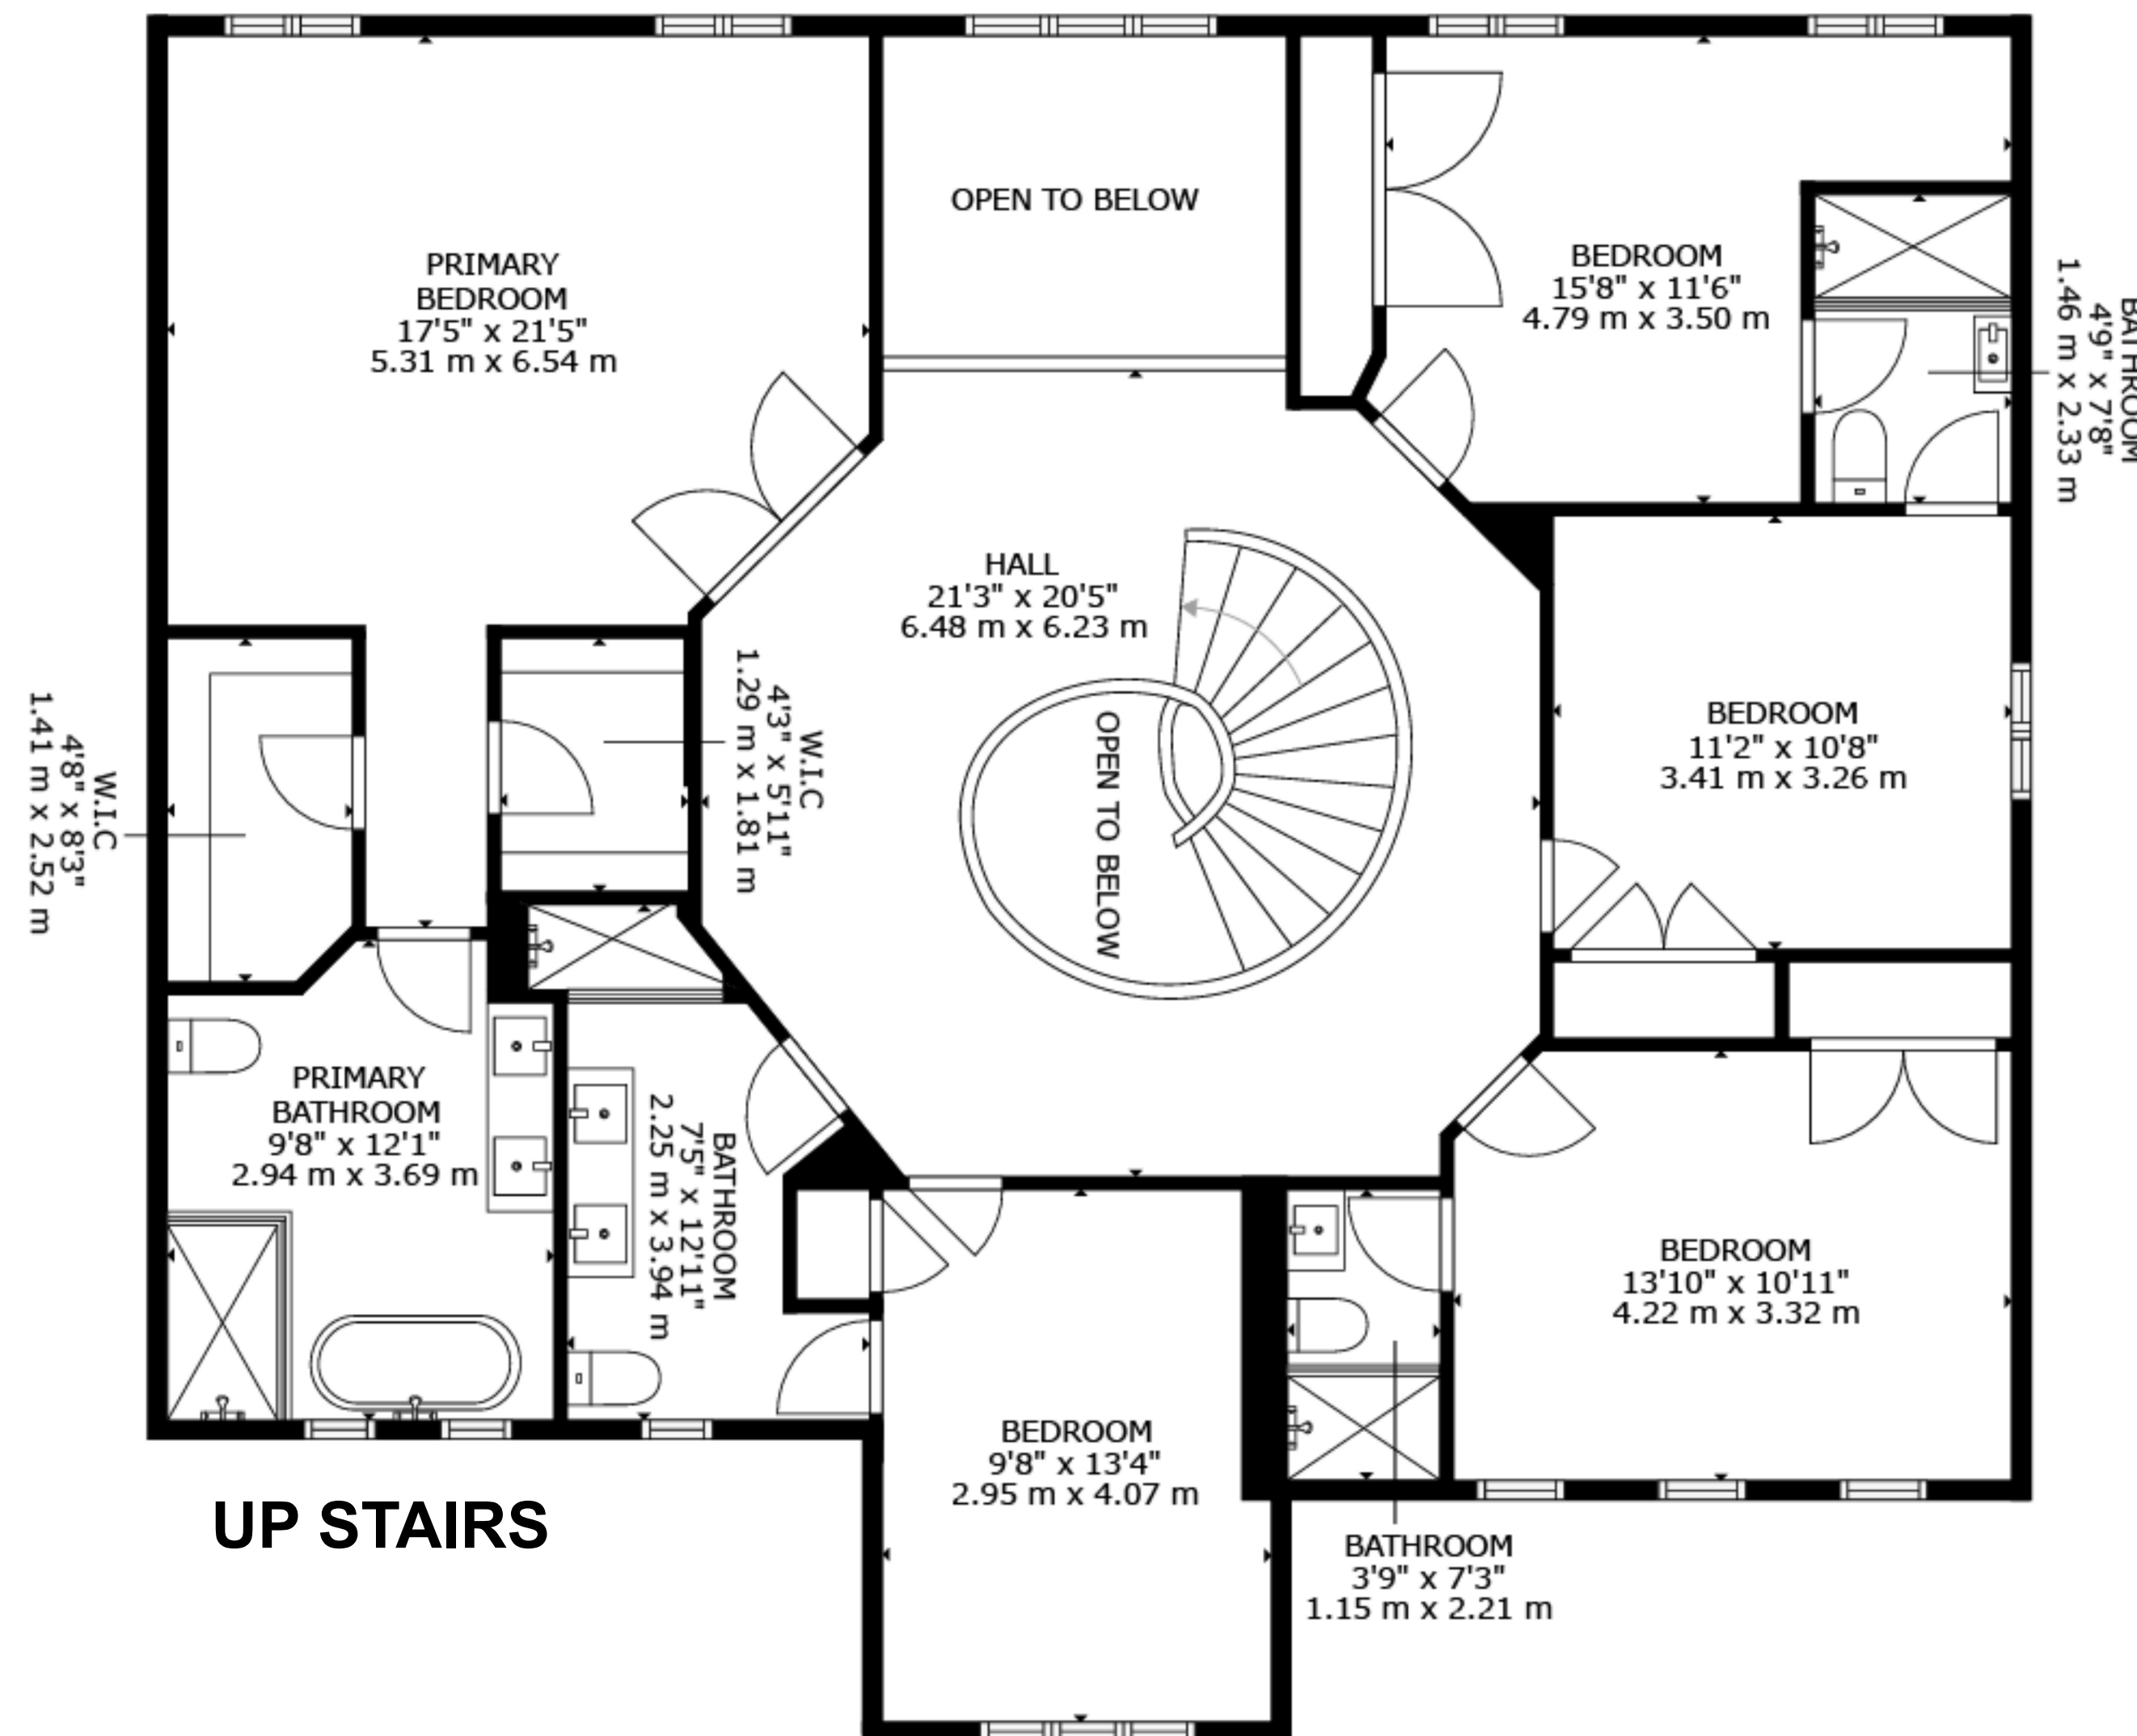 OPEN TO BELOW
PRIMARY
BEDROOM
17'5" x 21'5"
5.31 m x 6.54 m
BEDROOM
15'8" x 11'6"
4.79 m x 3.50 m
BATHROOM
4'9" x 7'8"
1.46 m x 2.33 m
HALL
21'3" x 20'5"
6.48 m x 6.23 m
OPEN TO BELOW
W.I.C
4'3" x 5'11"
1.29 m x 1.81 m
W.I.C
4'8" x 8'3"
1.41 m x 2.52 m
BEDROOM
11'2" x 10'8"
3.41 m x 3.26 m
PRIMARY
BATHROOM
9'8" x 12'1"
2.94 m x 3.69 m
BATHROOM
7'5" x 12'11"
2.25 m x 3.94 m
BEDROOM
13'10" x 10'11"
4.22 m x 3.32 m
BEDROOM
9'8" x 13'4"
2.95 m x 4.07 m
UP STAIRS
BATHROOM
3'9" x 7'3"
1.15 m x 2.21 m